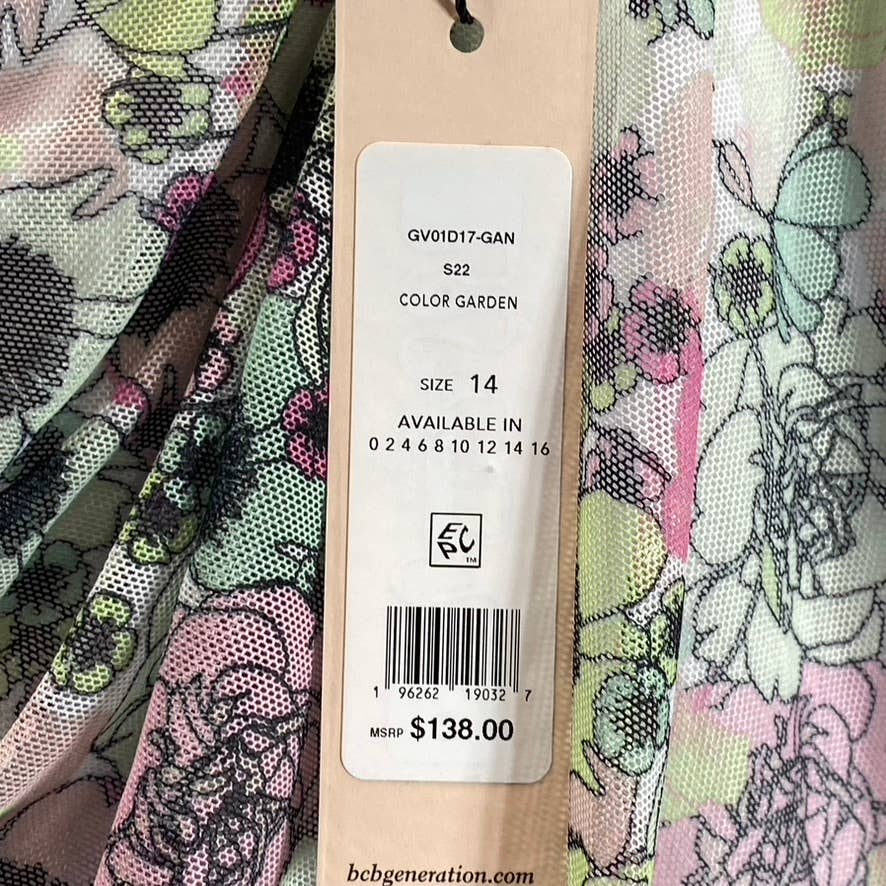 GV01D17-GAN
S22
COLOR GARDEN
SIZE 14
AVAILABLE IN
0 2 4 6 8 10 12 14 16
EPC™
1 96262 19032 7
MSRP $138.00
bcbgeneration.com